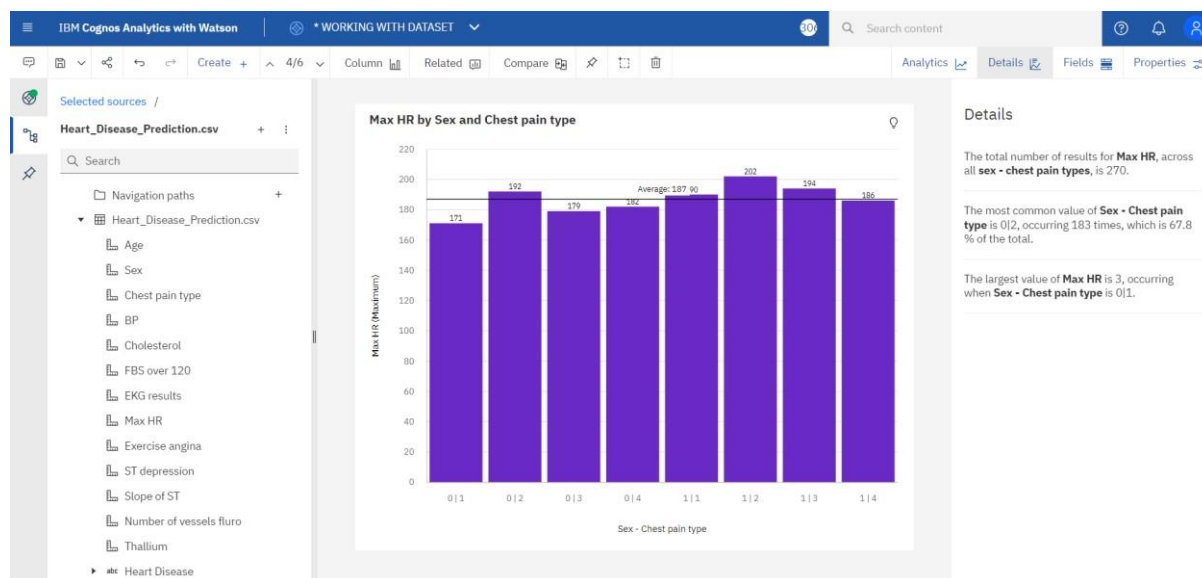 IBM Cognos Analytics with Watson
* WORKING WITH DATASET
Search content
Create +
4/6
Column
Related
Compare
Analytics
Details
Fields
Properties
Selected sources /
Heart_Disease_Prediction.csv
Search
Navigation paths
Heart_Disease_Prediction.csv
Age
Sex
Chest pain type
BP
Cholesterol
FBS over 120
EKG results
Max HR
Exercise angina
ST depression
Slope of ST
Number of vessels fluro
Thallium
abc Heart Disease
Max HR by Sex and Chest pain type
Max HR (Maximum)
220
200
180
160
140
120
100
80
60
40
20
0
171
192
179
182
Average: 187
90
202
194
186
0|1
0|2
0|3
0|4
1|1
1|2
1|3
1|4
Sex - Chest pain type
Details
The total number of results for Max HR, across
all sex - chest pain types, is 270.
The most common value of Sex - Chest pain
type is 0|2, occurring 183 times, which is 67.8
% of the total.
The largest value of Max HR is 3, occurring
when Sex - Chest pain type is 0|1.